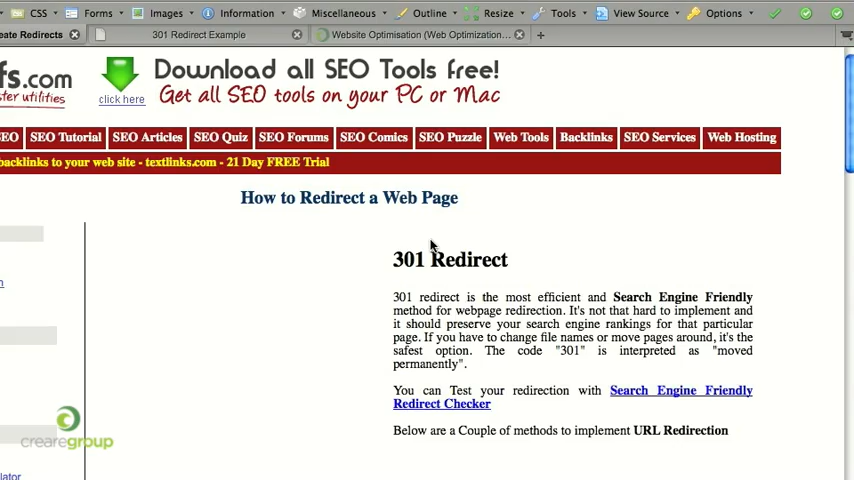 CSS Forms Images Information Miscellaneous Outline Resize Tools View Source Options
eate Redirects 301 Redirect Example Website Optimisation (Web Optimization...
fs.com
ster utilities
click here
Download all SEO Tools free!
Get all SEO tools on your PC or Mac
EO SEO Tutorial SEO Articles SEO Quiz SEO Forums SEO Comics SEO Puzzle Web Tools Backlinks SEO Services Web Hosting
backlinks to your web site - textlinks.com - 21 Day FREE Trial
How to Redirect a Web Page
301 Redirect
301 redirect is the most efficient and Search Engine Friendly
method for webpage redirection. It's not that hard to implement and
it should preserve your search engine rankings for that particular
page. If you have to change file names or move pages around, it's the
safest option. The code "301" is interpreted as "moved
permanently".
You can Test your redirection with Search Engine Friendly
Redirect Checker
Below are a Couple of methods to implement URL Redirection
crearegroup
lator